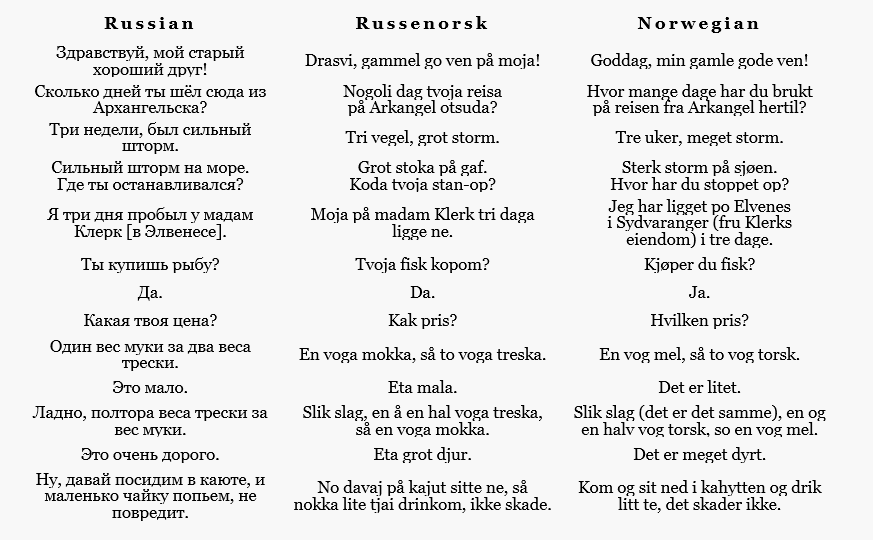 Russian Russenorsk Norwegian
Здравствуй, мой старый
хороший друг!
Drasvi, gammel go ven på moja!
Goddag, min gamle gode ven!
Сколько дней ты шёл сюда из
Архангельска?
Nogoli dag tvoja reisa
på Arkangel otsuda?
Hvor mange dage har du brukt
på reisen fra Arkangel hertil?
Три недели, был сильный
шторм.
Tri vegel, grot storm.
Tre uker, meget storm.
Сильный шторм на море.
Где ты останавливался?
Grot stoka på gaf.
Koda tvoja stan-op?
Sterk storm på sjøen.
Hvor har du stoppet op?
Я три дня пробыл у мадам
Клерк [в Элвенесе].
Moja på madam Klerk tri daga
ligge ne.
Jeg har ligget po Elvenes
i Sydvaranger (fru Klerks
eiendom) i tre dage.
Ты купишь рыбу?
Tvoja fisk kopom?
Kjøper du fisk?
Да.
Da.
Ja.
Какая твоя цена?
Kak pris?
Hvilken pris?
Один вес муки за два веса
трески.
En voga mokka, så to voga treska.
En vog mel, så to vog torsk.
Это мало.
Eta mala.
Det er litet.
Ладно, полтора веса трески за
вес муки.
Slik slag, en å en hal voga treska,
så en voga mokka.
Slik slag (det er det samme), en og
en halv vog torsk, so en vog mel.
Это очень дорого.
Eta grot djur.
Det er meget dyrt.
Ну, давай посидим в каюте, и
маленько чайку попьем, не
повредит.
No davaj på kajut sitte ne, så
nokka lite tjai drinkom, ikke skade.
Kom og sit ned i kahytten og drik
litt te, det skader ikke.